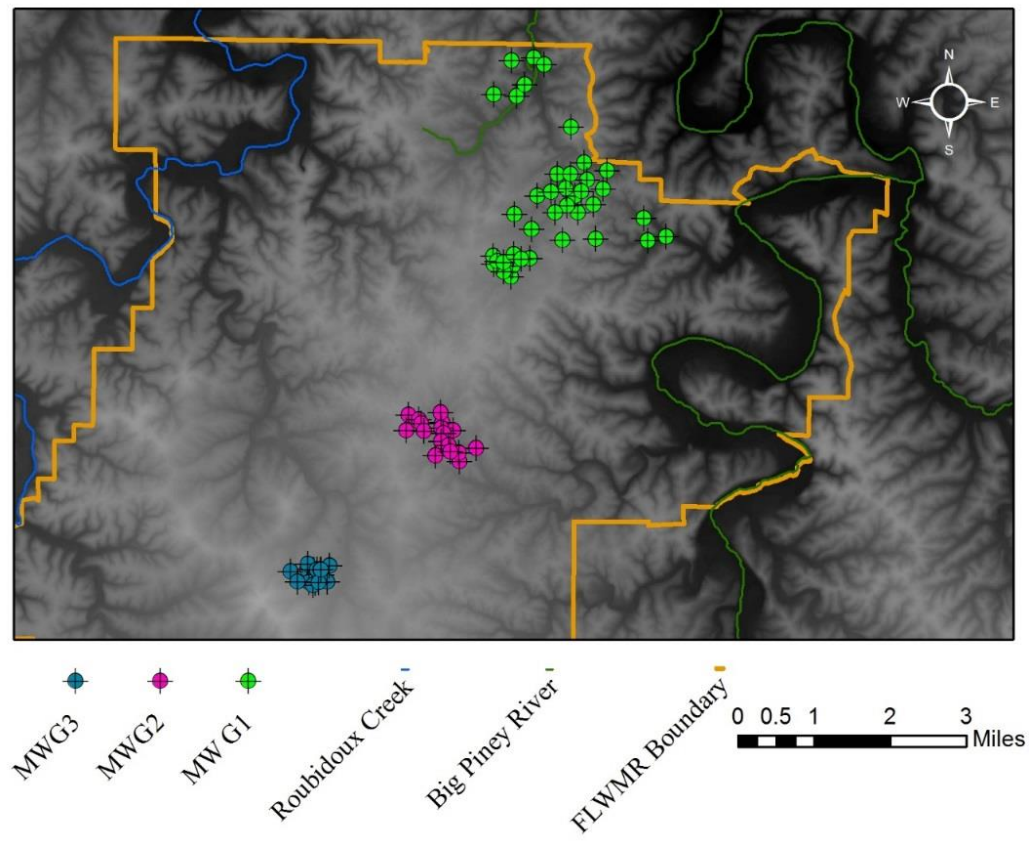 N
W E
S
MWG3
MWG2
MW G1
Roubidoux Creek
Big Piney River
FLWMR Boundary
0 0.5 1 2 3
Miles